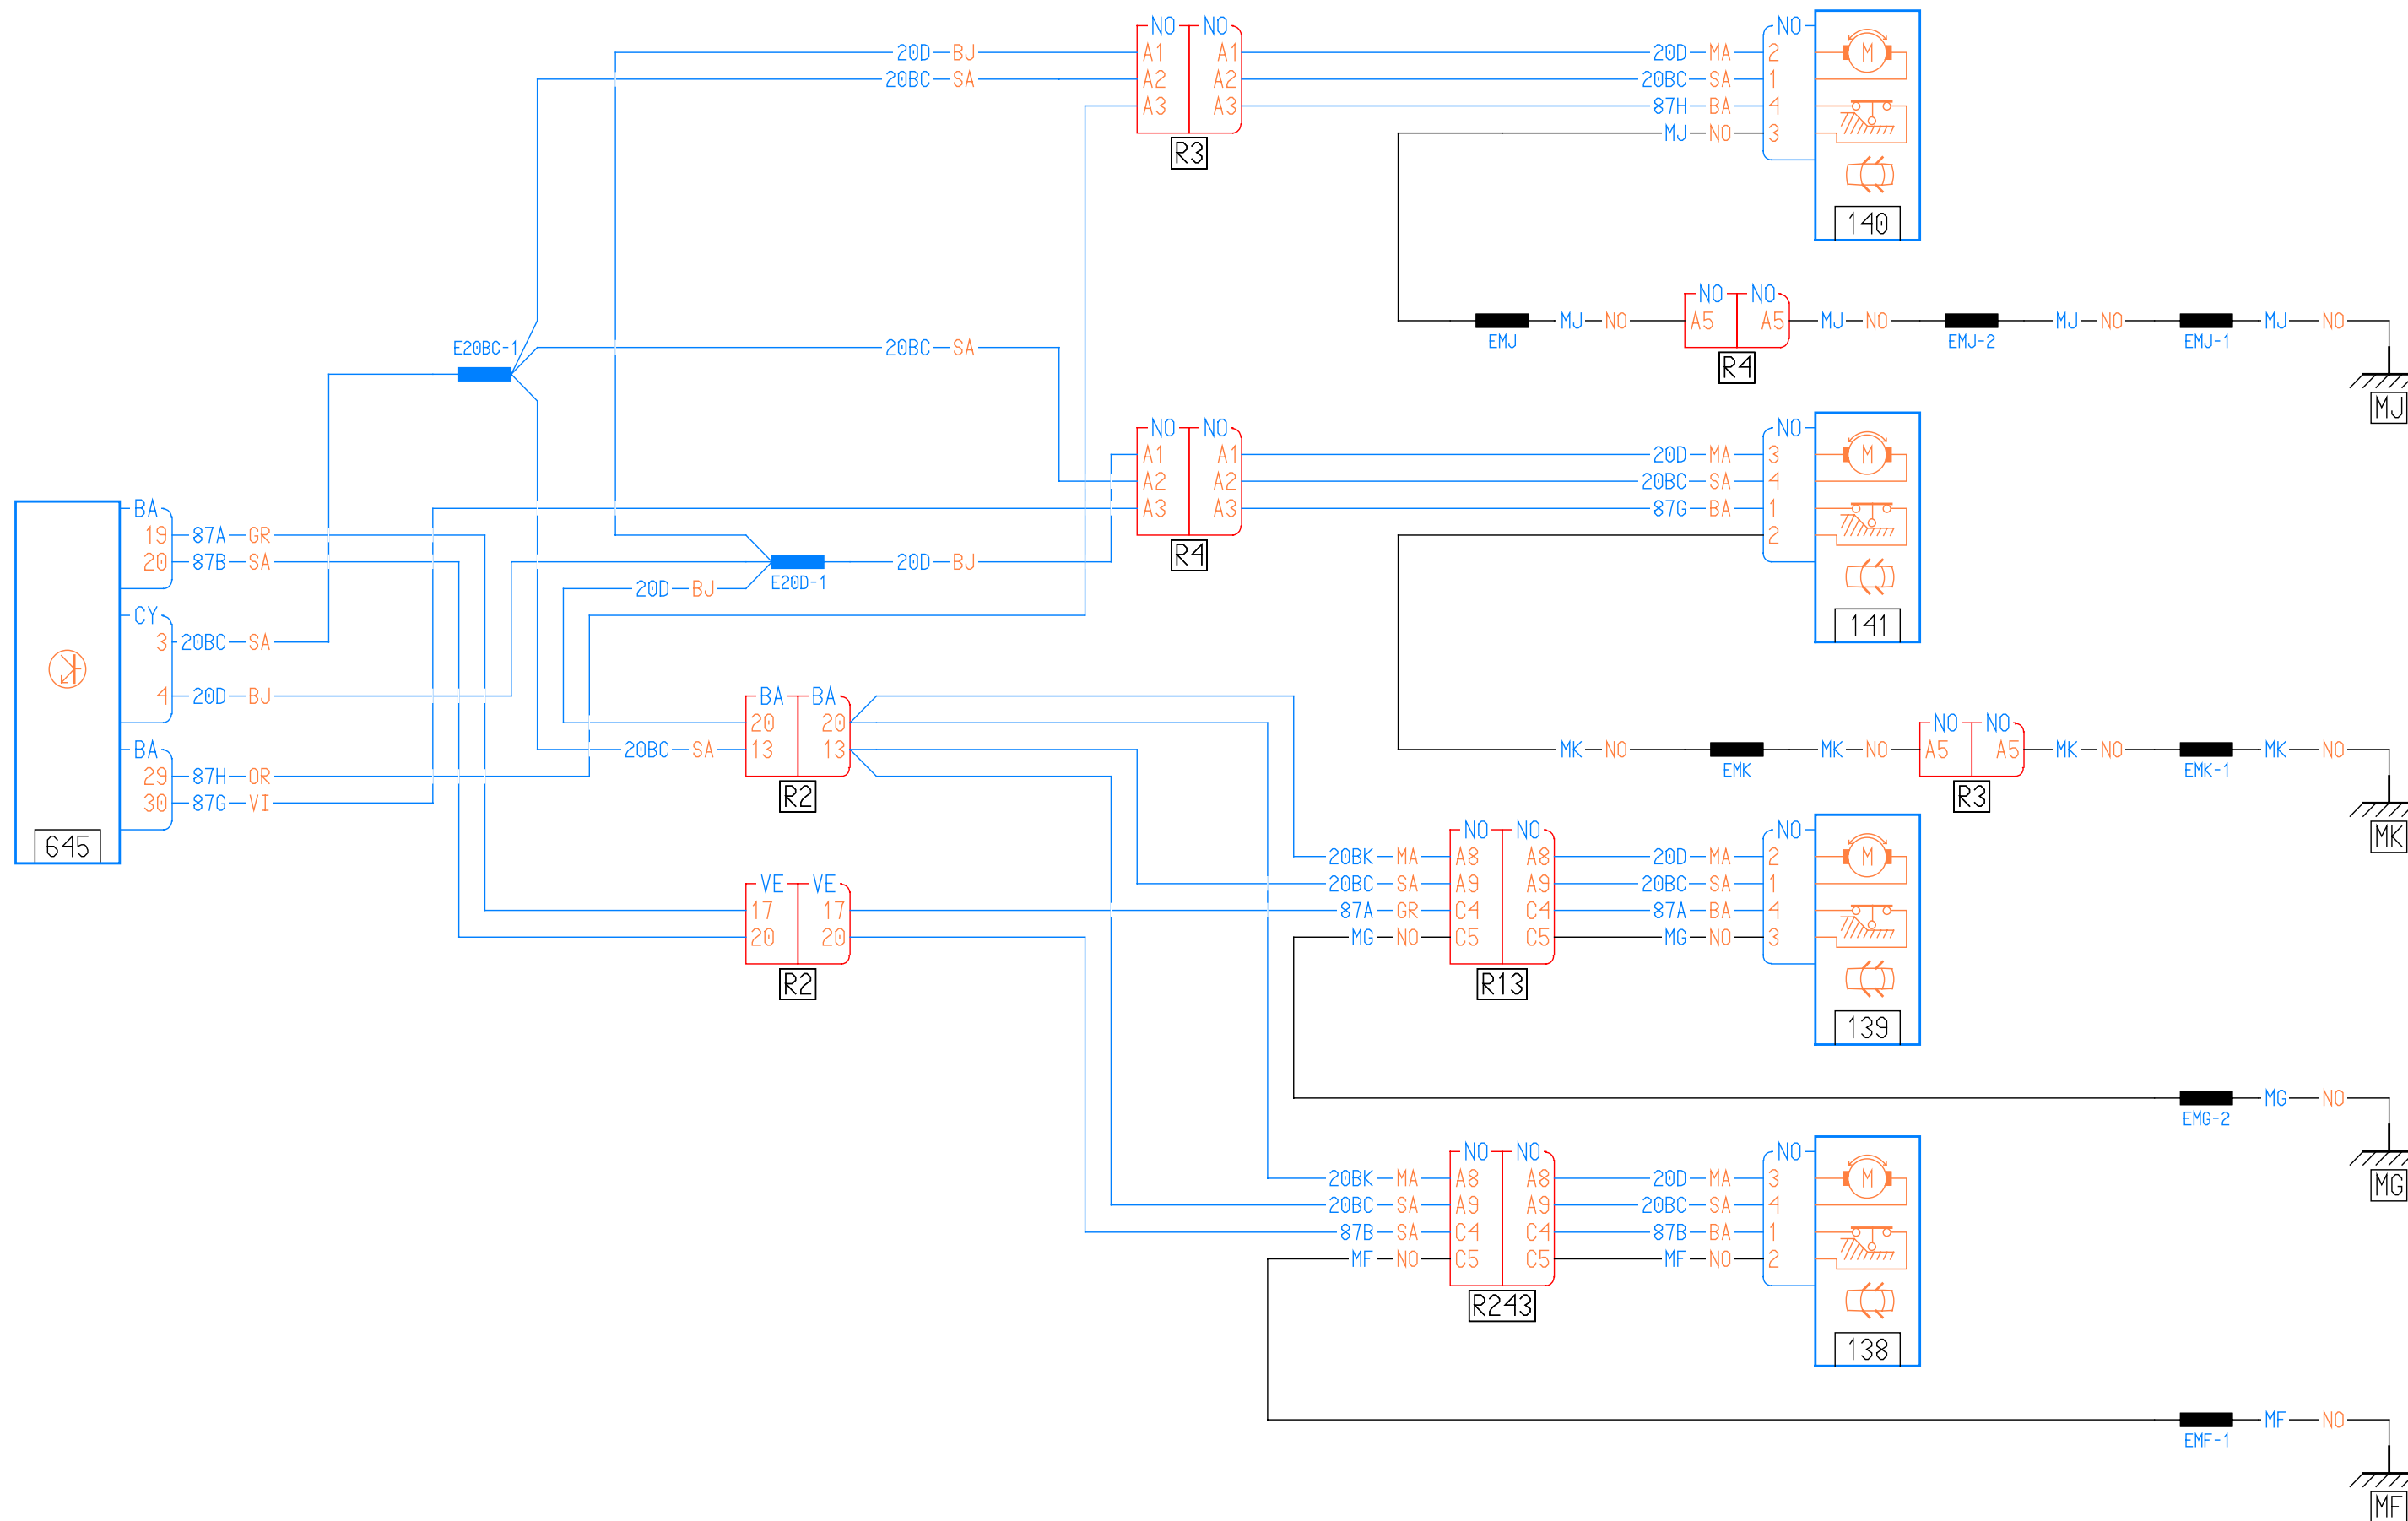 NO NO NO
20D BJ A1 A1 20D MA 2 M
20BC SA A2 A2 20BC SA 1
A3 A3 87H BA 4
MJ NO 3
R3
140
NO NO
MJ NO A5 A5 MJ NO MJ NO MJ NO
EMJ EMJ-2 EMJ-1
E20BC-1 20BC SA
R4
MJ
NO NO NO
A1 A1 20D MA 3 M
A2 A2 20BC SA 4
BA A3 A3 87G BA 1
19 87A GR 2
R4
20 87B SA 20D BJ
20D BJ E20D-1
CY 141
3 20BC SA
4 20D BJ BA BA
20 20 NO NO
BA 20BC SA 13 13 MK NO MK NO A5 A5 MK NO MK NO
EMK EMK-1
29 87H OR
30 87G VI R2 R3
MK
645 NO NO NO
20BK MA A8 A8 20D MA 2 M
VE VE 20BC SA A9 A9 20BC SA 1
17 17 87A GR C4 C4 87A BA 4
20 20 MG NO C5 C5 MG NO 3
R2 R13
139
MG NO
EMG-2
NO NO NO
20BK MA A8 A8 20D MA 3 M
MG
20BC SA A9 A9 20BC SA 4
87B SA C4 C4 87B BA 1
MF NO C5 C5 MF NO 2
R243
138
MF NO
EMF-1
MF